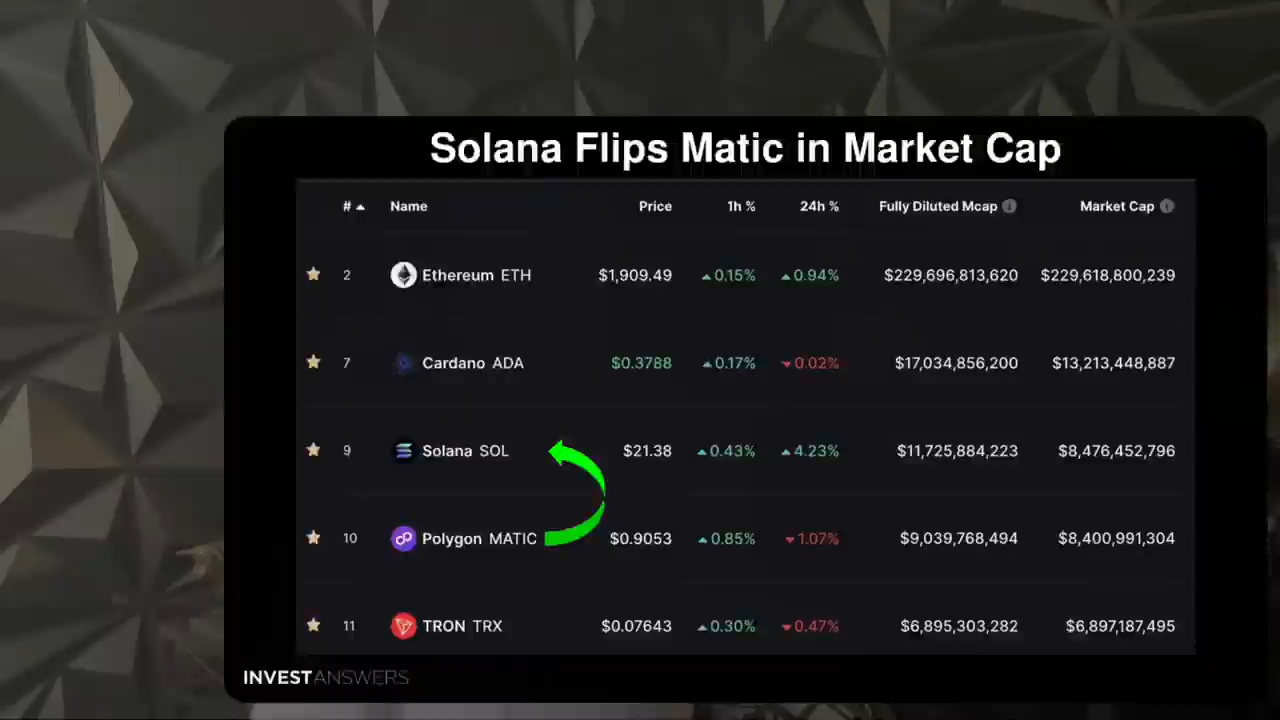 Solana Flips Matic in Market Cap
# Name Price 1h % 24h % Fully Diluted Mcap Market Cap
2 Ethereum ETH $1,909.49 0.15% 0.94% $229,696,813,620 $229,618,800,239
7 Cardano ADA $0.3788 0.17% 0.02% $17,034,856,200 $13,213,448,887
9 Solana SOL $21.38 0.43% 4.23% $11,725,884,223 $8,476,452,796
10 Polygon MATIC $0.9053 0.85% 1.07% $9,039,768,494 $8,400,991,304
11 TRON TRX $0.07643 0.30% 0.47% $6,895,303,282 $6,897,187,495
INVESTANSWERS